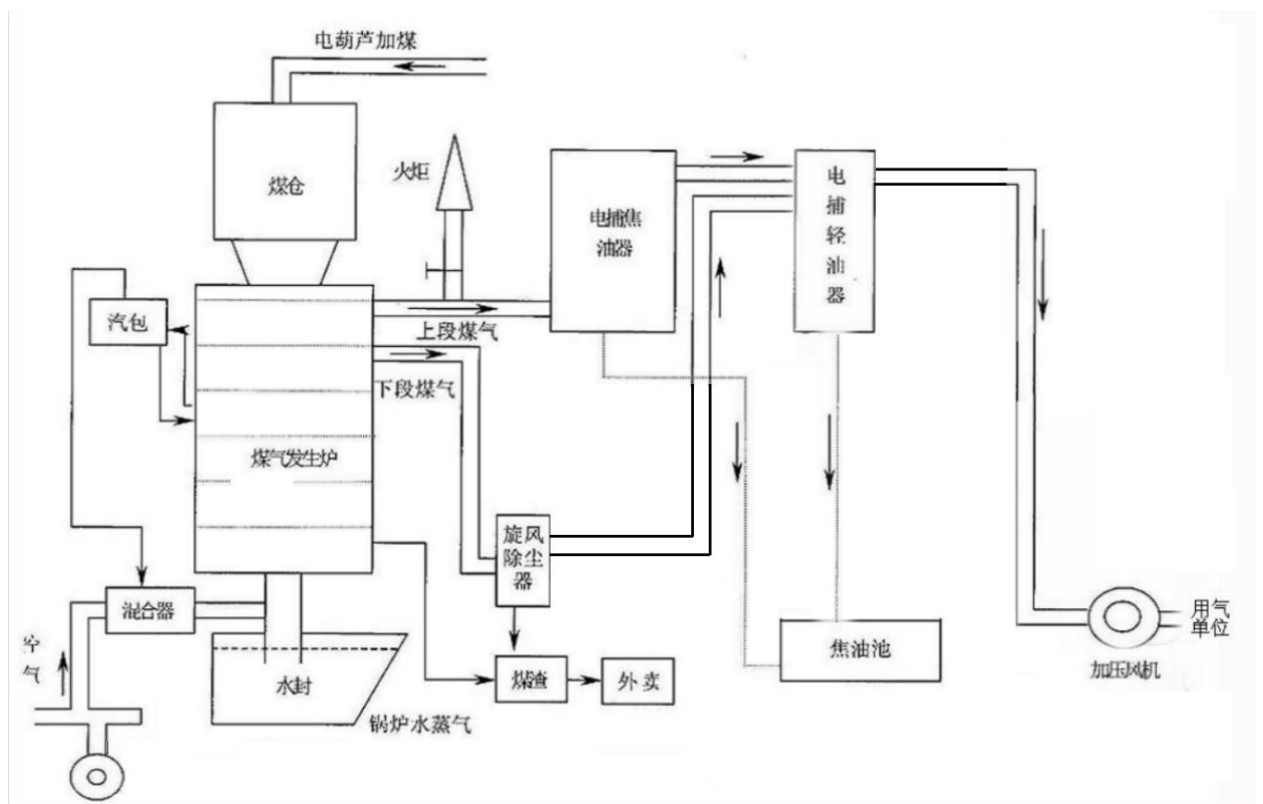 电葫芦加煤
煤仓
火炬
电捕焦
油器
电
捕
轻
油
器
汽包
上段煤气
下段煤气
煤气发生炉
旋风
除尘
器
混合器
空
气
水封
锅炉水蒸气
煤渣
外卖
焦油池
用气
单位
加压风机